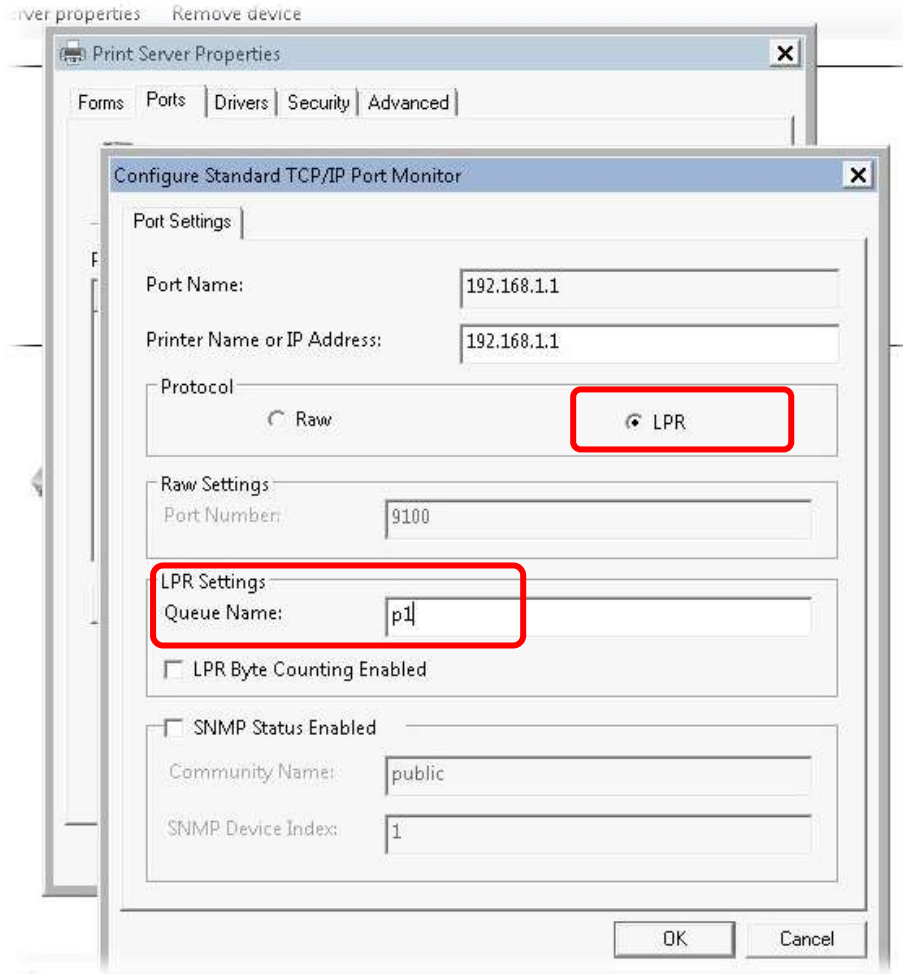 rver properties Remove device
Print Server Properties
Forms Ports Drivers Security Advanced
Configure Standard TCP/IP Port Monitor
Port Settings
Port Name: 192.168.1.1
Printer Name or IP Address: 192.168.1.1
Protocol
Raw LPR
Raw Settings
Port Number: 9100
LPR Settings
Queue Name: p1
LPR Byte Counting Enabled
SNMP Status Enabled
Community Name: public
SNMP Device Index: 1
OK Cancel